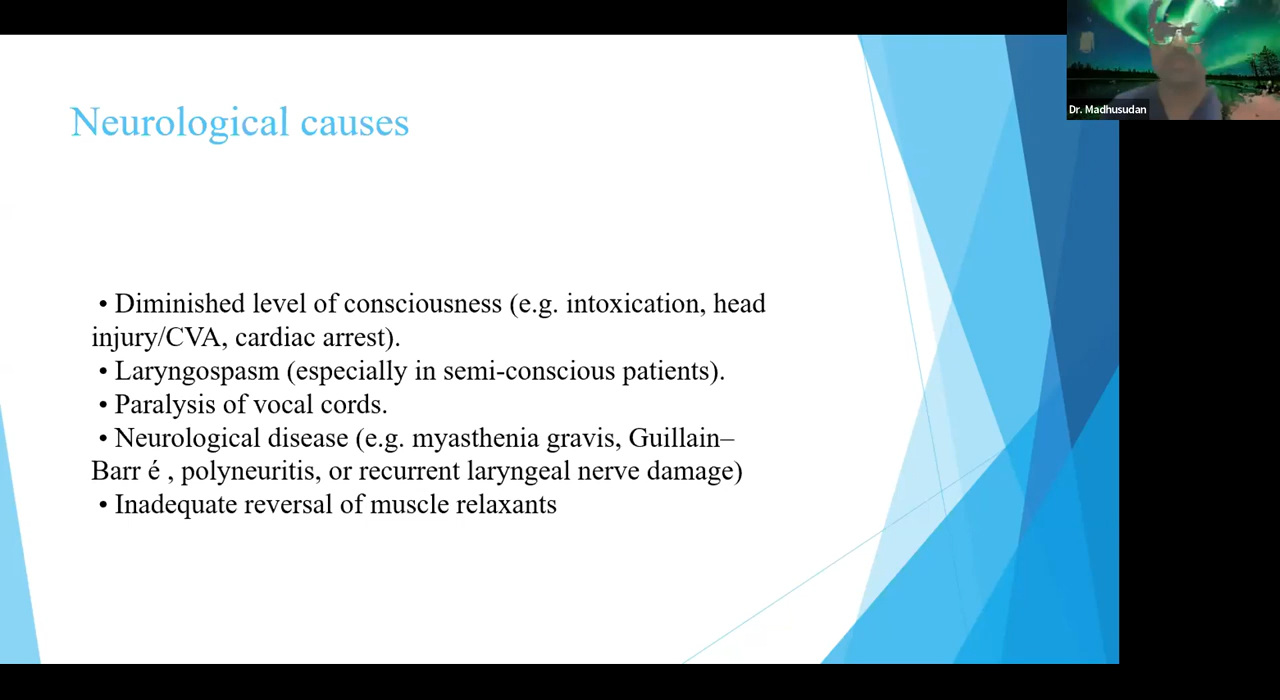 Dr. Madhusudan
Neurological causes
• Diminished level of consciousness (e.g. intoxication, head
injury/CVA, cardiac arrest).
• Laryngospasm (especially in semi-conscious patients).
• Paralysis of vocal cords.
• Neurological disease (e.g. myasthenia gravis, Guillain–
Barr é , polyneuritis, or recurrent laryngeal nerve damage)
• Inadequate reversal of muscle relaxants